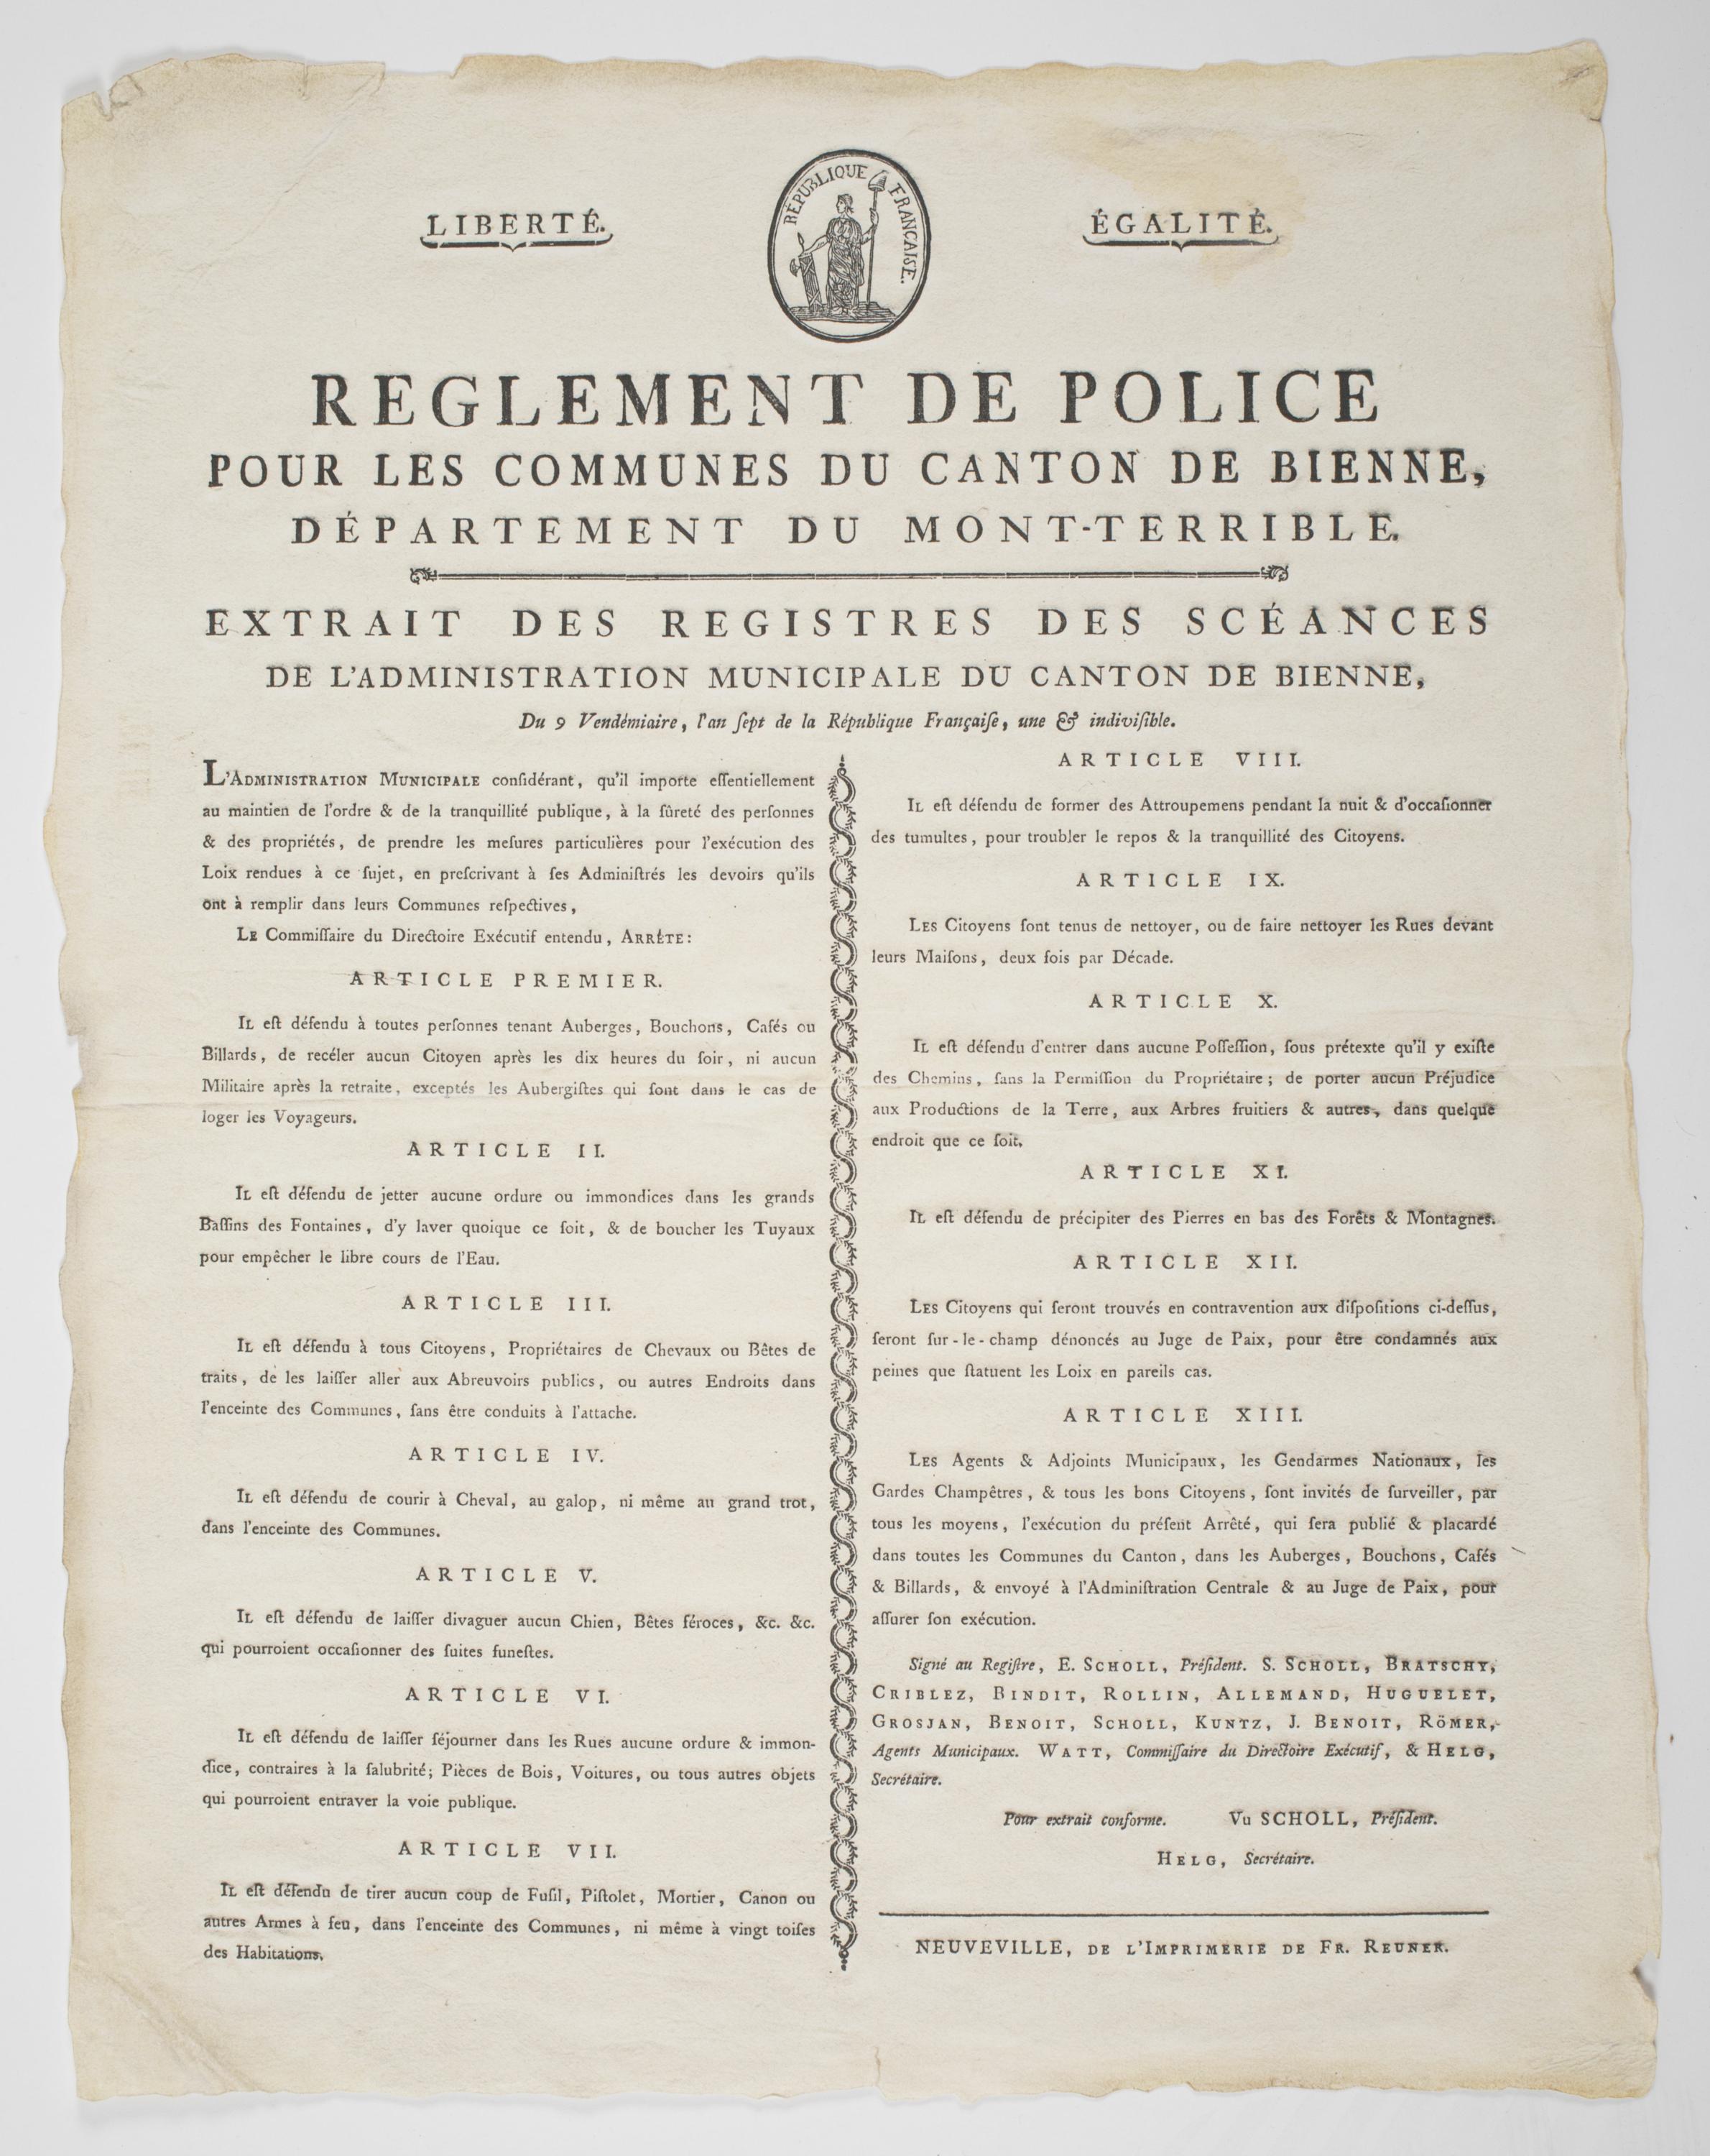 LIBERTÉ.
RÉPUBLIQUE FRANÇAISE.
ÉGALITÉ.
REGLEMENT DE POLICE
POUR LES COMMUNES DU CANTON DE BIENNE,
DÉPARTEMENT DU MONT-TERRIBLE.
EXTRAIT DES REGISTRES DES SCÉANCES
DE L'ADMINISTRATION MUNICIPALE DU CANTON DE BIENNE,
Du 9 Vendémiaire, l'an ſept de la République Françaiſe, une & indiviſible.
L'ADMINISTRATION MUNICIPALE conſidérant, qu'il importe eſſentiellement
au maintien de l'ordre & de la tranquillité publique, à la ſûreté des perſonnes
& des propriétés, de prendre les meſures particulières pour l'exécution des
Loix rendues à ce ſujet, en preſcrivant à ſes Adminiſtrés les devoirs qu'ils
ont à remplir dans leurs Communes reſpectives,
LE Commiſſaire du Directoire Exécutif entendu, ARRÉTE:
ARTICLE PREMIER.
IL eſt défendu à toutes perſonnes tenant Auberges, Bouchons, Cafés ou
Billards, de recéler aucun Citoyen après les dix heures du ſoir, ni aucun
Militaire après la retraite, exceptés les Aubergiſtes qui ſont dans le cas de
loger les Voyageurs.
ARTICLE II.
IL eſt défendu de jetter aucune ordure ou immondices dans les grands
Baſſins des Fontaines, d'y laver quoique ce ſoit, & de boucher les Tuyaux
pour empêcher le libre cours de l'Eau.
ARTICLE III.
IL eſt défendu à tous Citoyens, Propriétaires de Chevaux ou Bêtes de
traits, de les laiſſer aller aux Abreuvoirs publics, ou autres Endroits dans
l'enceinte des Communes, ſans être conduits à l'attache.
ARTICLE IV.
IL eſt défendu de courir à Cheval, au galop, ni même au grand trot,
dans l'enceinte des Communes.
ARTICLE V.
IL eſt défendu de laiſſer divaguer aucun Chien, Bêtes féroces, &c. &c.
qui pourroient occaſionner des ſuites funeſtes.
ARTICLE VI.
IL eſt défendu de laiſſer ſéjourner dans les Rues aucune ordure & immon-
dice, contraires à la ſalubrité; Pièces de Bois, Voitures, ou tous autres objets
qui pourroient entraver la voie publique.
ARTICLE VII.
IL eſt défendu de tirer aucun coup de Fuſil, Piſtolet, Mortier, Canon ou
autres Armes à feu, dans l'enceinte des Communes, ni même à vingt toiſes
des Habitations.
ARTICLE VIII.
IL eſt défendu de former des Attroupemens pendant la nuit & d'occaſionner
des tumultes, pour troubler le repos & la tranquillité des Citoyens.
ARTICLE IX.
LES Citoyens ſont tenus de nettoyer, ou de faire nettoyer les Rues devant
leurs Maiſons, deux fois par Décade.
ARTICLE X.
IL eſt défendu d'entrer dans aucune Poſſeſſion, ſous prétexte qu'il y exiſte
des Chemins, ſans la Permiſſion du Propriétaire; de porter aucun Préjudice
aux Productions de la Terre, aux Arbres fruitiers & autres, dans quelque
endroit que ce ſoit.
ARTICLE XI.
IL eſt défendu de précipiter des Pierres en bas des Forêts & Montagnes.
ARTICLE XII.
LES Citoyens qui ſeront trouvés en contravention aux diſpoſitions ci-deſſus,
ſeront ſur-le-champ dénoncés au Juge de Paix, pour être condamnés aux
peines que ſtatuent les Loix en pareils cas.
ARTICLE XIII.
LES Agents & Adjoints Municipaux, les Gendarmes Nationaux, les
Gardes Champêtres, & tous les bons Citoyens, ſont invités de ſurveiller, par
tous les moyens, l'exécution du préſent Arrêté, qui ſera publié & placardé
dans toutes les Communes du Canton, dans les Auberges, Bouchons, Cafés
& Billards, & envoyé à l'Adminiſtration Centrale & au Juge de Paix, pour
aſſurer ſon exécution.
Signé au Regiſtre, E. SCHOLL, Préſident. S. SCHOLL, BRATSCHY,
CRIBLEZ, BINDIT, ROLLIN, ALLEMAND, HUGUELET,
GROSJAN, BENOIT, SCHOLL, KUNTZ, J. BENOIT, RÖMER,
Agents Municipaux. WATT, Commiſſaire du Directoire Exécutif, & HELG,
Secrétaire.
Pour extrait conforme. Vu SCHOLL, Préſident.
HELG, Secrétaire.
NEUVEVILLE, DE L'IMPRIMERIE DE FR. REUNER.